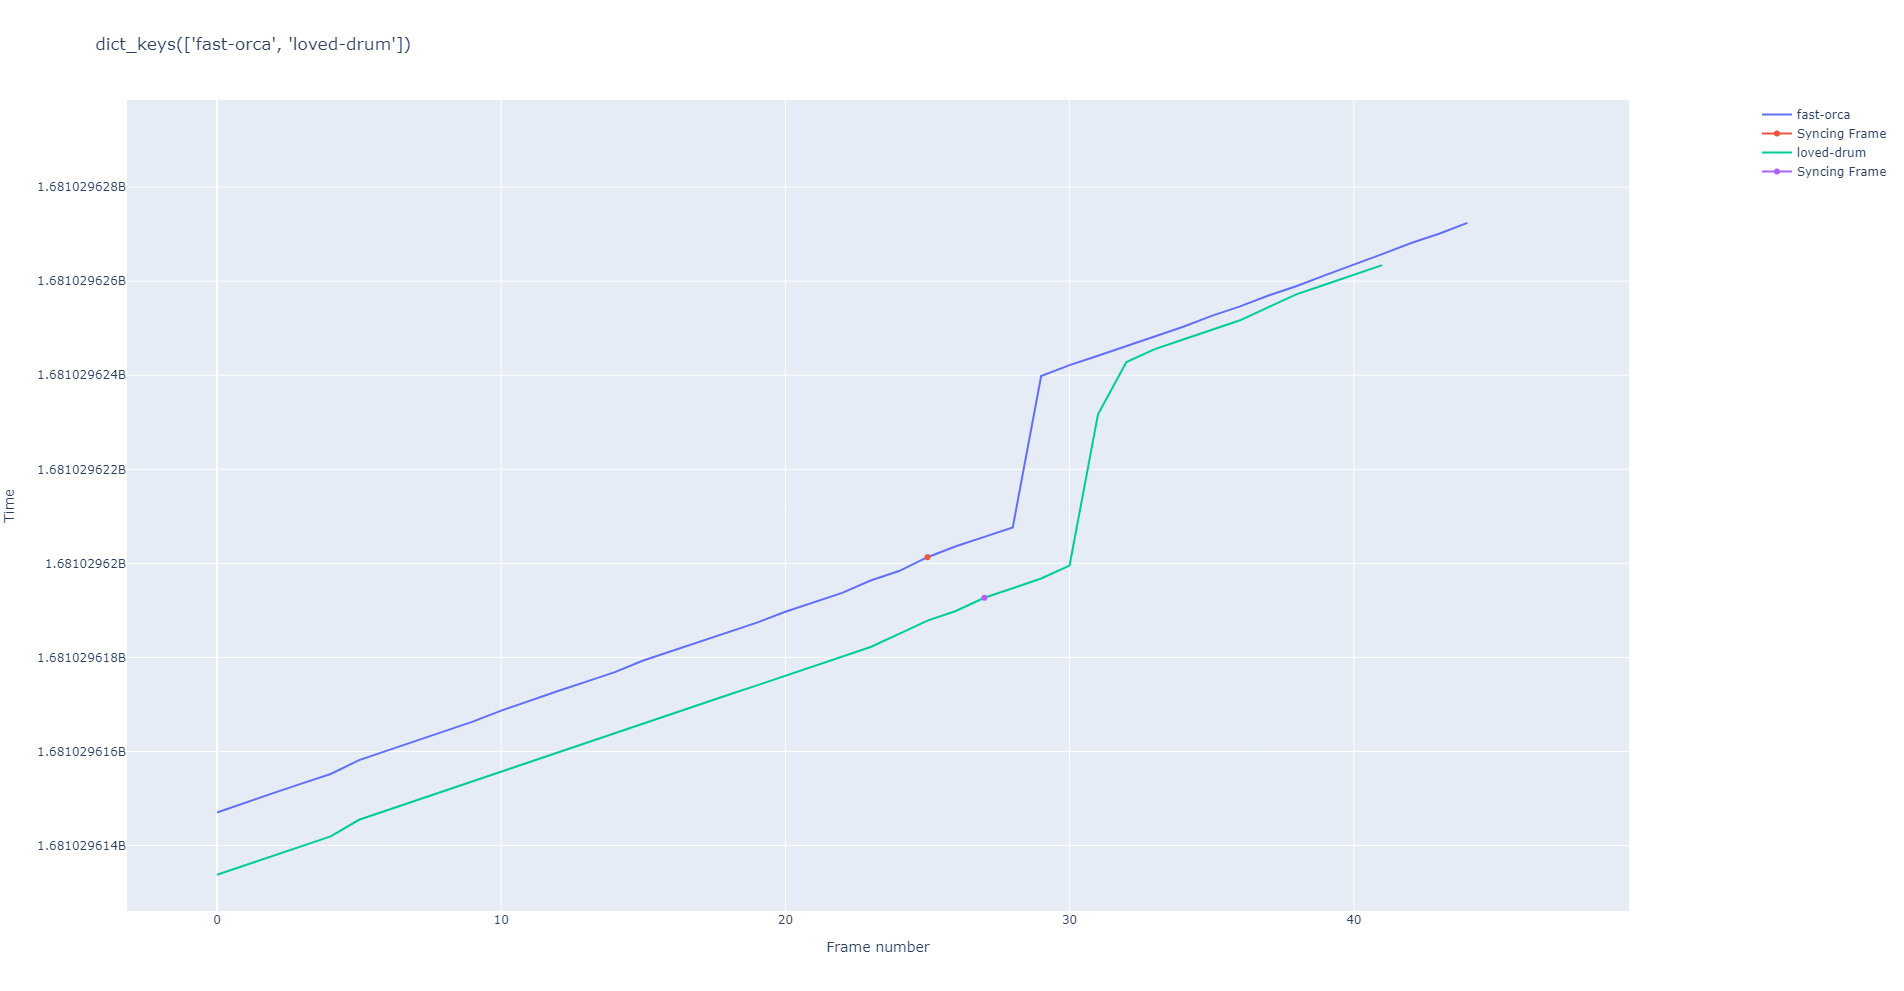 dict_keys(['fast-orca', 'loved-drum'])
fast-orca
Syncing Frame
loved-drum
Syncing Frame
1.681029628B
1.681029626B
1.681029624B
1.681029622B
1.68102962B
1.681029618B
1.681029616B
1.681029614B
Time
0
10
20
30
40
Frame number